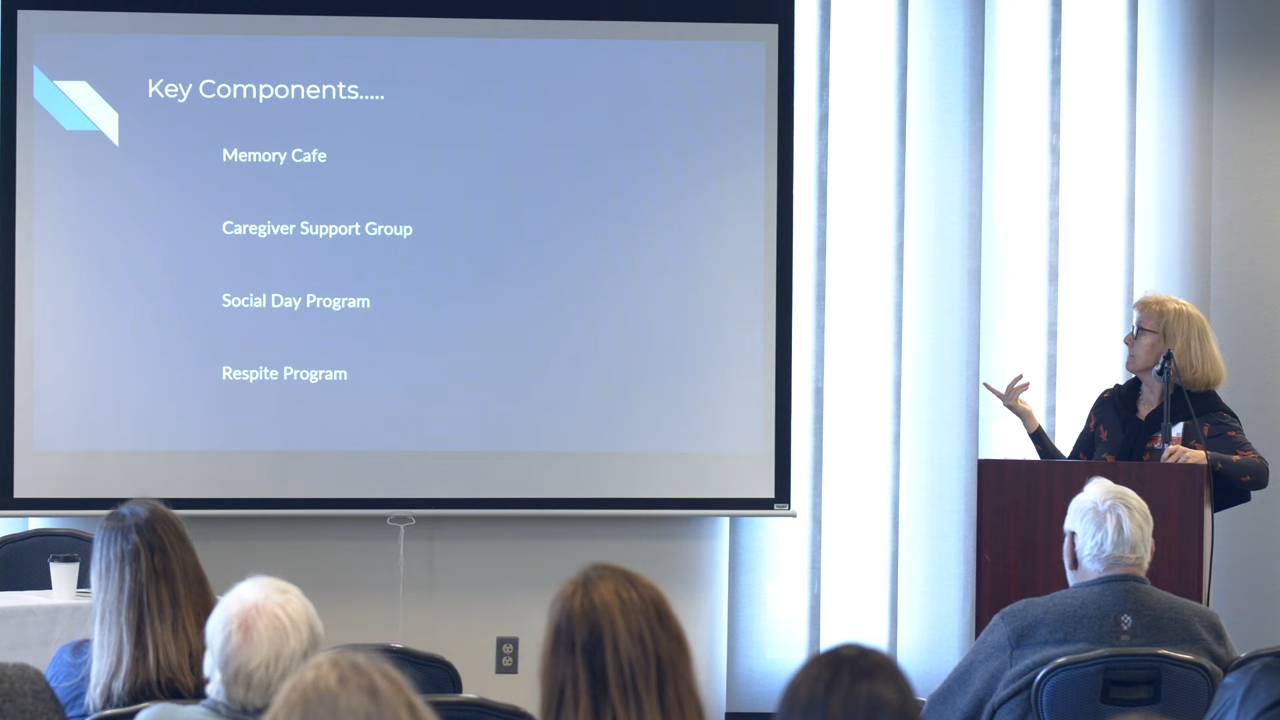 Key Components.....
Memory Cafe
Caregiver Support Group
Social Day Program
Respite Program